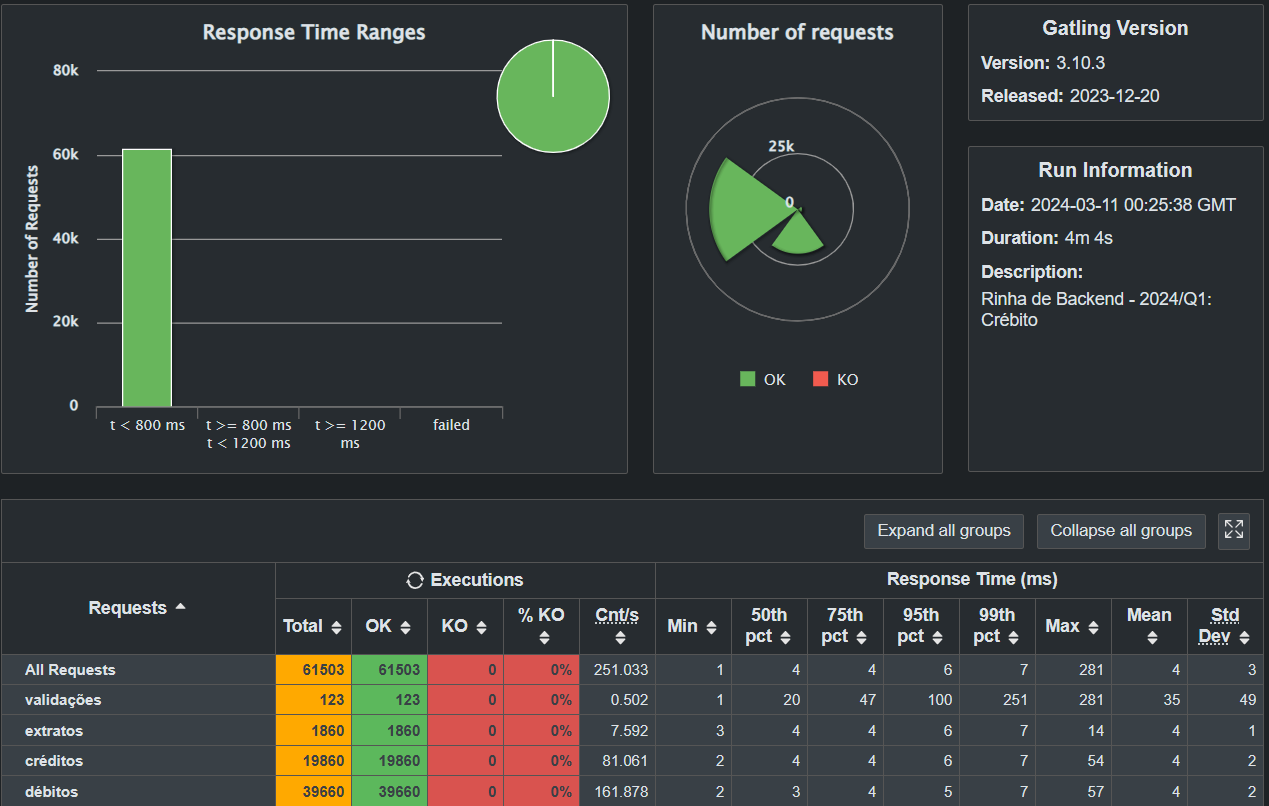 Response Time Ranges
80k
60k
40k
20k
0
Number of Requests
t < 800 ms
t >= 800 ms
t < 1200 ms
t >= 1200
ms
failed
Number of requests
25k
0
OK
KO
Gatling Version
Version: 3.10.3
Released: 2023-12-20
Run Information
Date: 2024-03-11 00:25:38 GMT
Duration: 4m 4s
Description:
Rinha de Backend - 2024/Q1:
Crébito
Expand all groups
Collapse all groups
Requests
Executions
Response Time (ms)
Total
OK
KO
% KO
Cnt/s
Min
50th
pct
75th
pct
95th
pct
99th
pct
Max
Mean
Std
Dev
All Requests 61503 61503 0 0% 251.033 1 4 4 6 7 281 4 3
validações 123 123 0 0% 0.502 1 20 47 100 251 281 35 49
extratos 1860 1860 0 0% 7.592 3 4 4 6 7 14 4 1
créditos 19860 19860 0 0% 81.061 2 4 4 6 7 54 4 2
débitos 39660 39660 0 0% 161.878 2 3 4 5 7 57 4 2